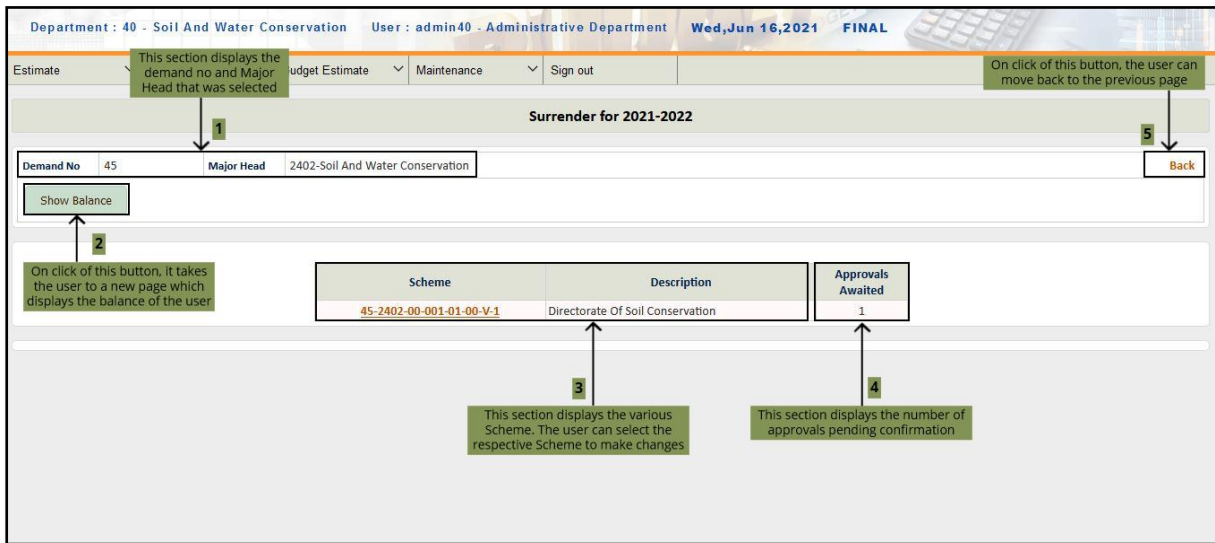 Department : 40 - Soil And Water Conservation User : admin40 - Administrative Department Wed,Jun 16,2021 FINAL
Estimate
udget Estimate
Maintenance
Sign out
This section displays the
demand no and Major
Head that was selected
On click of this button, the user can
move back to the previous page
Surrender for 2021-2022
1
5
Demand No 45 Major Head 2402-Soil And Water Conservation Back
Show Balance
2
On click of this button, it takes
the user to a new page which
displays the balance of the user
Scheme Description Approvals
Awaited
45-2402-00-001-01-00-V-1 Directorate Of Soil Conservation 1
3
4
This section displays the various
Scheme. The user can select the
respective Scheme to make changes
This section displays the number of
approvals pending confirmation